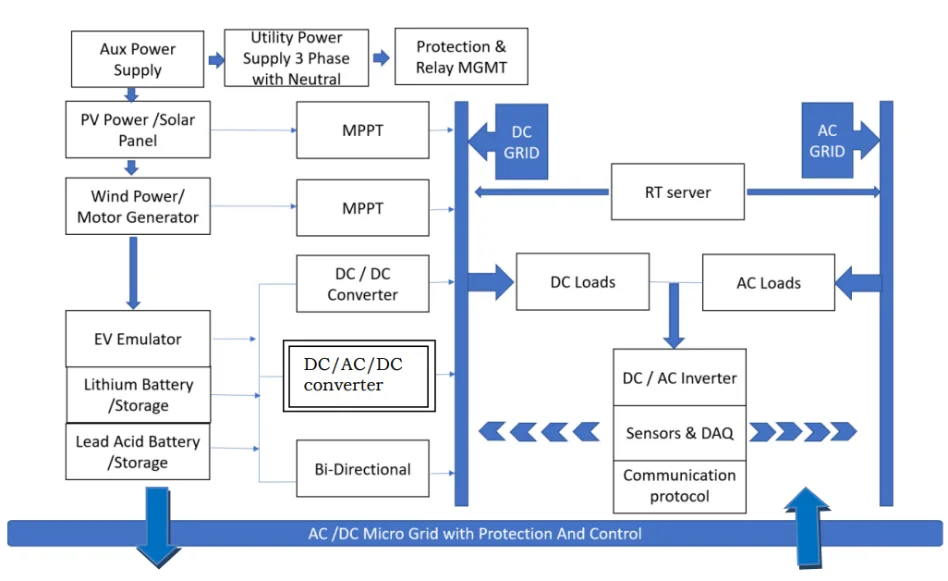 Aux Power
Supply
Utility Power
Supply 3 Phase
with Neutral
Protection &
Relay MGMT
PV Power /Solar
Panel
MPPT
DC
GRID
AC
GRID
Wind Power/
Motor Generator
MPPT
RT server
DC / DC
Converter
DC Loads
AC Loads
EV Emulator
DC/AC/DC
converter
DC / AC Inverter
Lithium Battery
/Storage
Sensors & DAQ
Lead Acid Battery
/Storage
Bi-Directional
Communication
protocol
AC /DC Micro Grid with Protection And Control